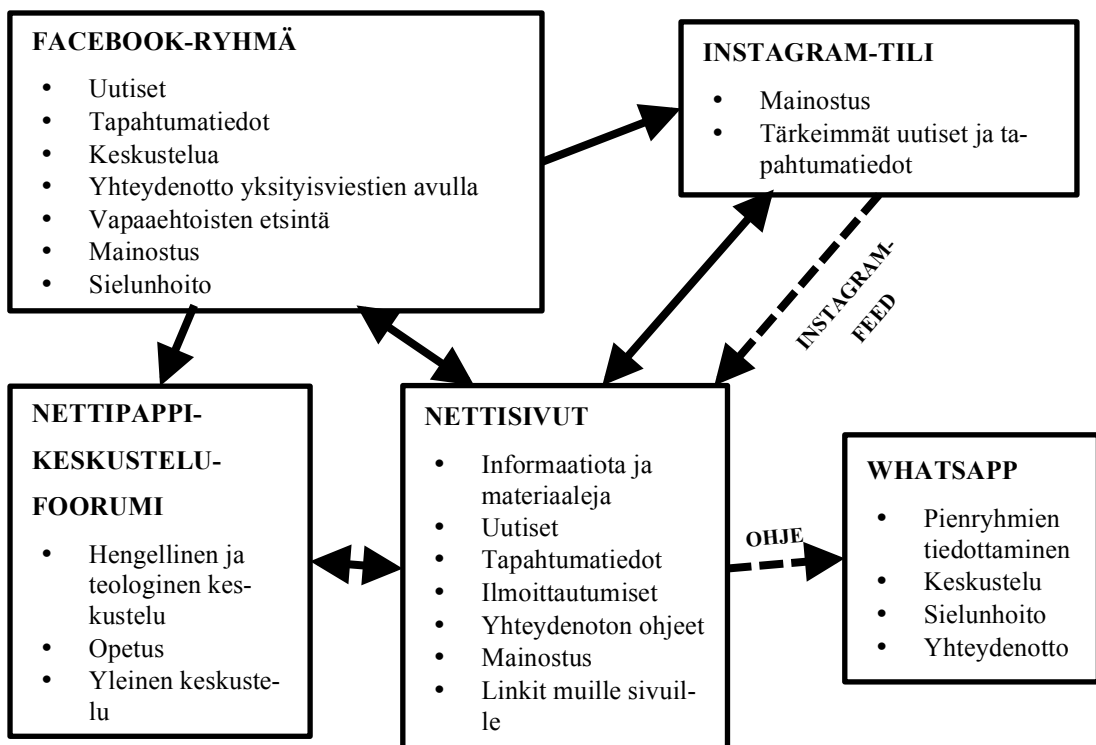 FACEBOOK-RYHMÄ
• Uutiset
• Tapahtumatiedot
• Keskustelua
• Yhteydenotto yksityisviestien avulla
• Vapaaehtoisten etsintä
• Mainostus
• Sielunhoito
INSTAGRAM-TILI
• Mainostus
• Tärkeimmät uutiset ja ta-
pahtumatiedot
INSTAGRAM-
FEED
NETTIPAPPI-
KESKUSTELU-
FOORUMI
• Hengellinen ja
teologinen kes-
kustelu
• Opetus
• Yleinen keskuste-
lu
NETTISIVUT
• Informaatiota ja
materiaaleja
• Uutiset
• Tapahtumatiedot
• Ilmoittautumiset
• Yhteydenoton ohjeet
• Mainostus
• Linkit muille sivuil-
le
OHJE
WHATSAPP
• Pienryhmien
tiedottaminen
• Keskustelu
• Sielunhoito
• Yhteydenotto